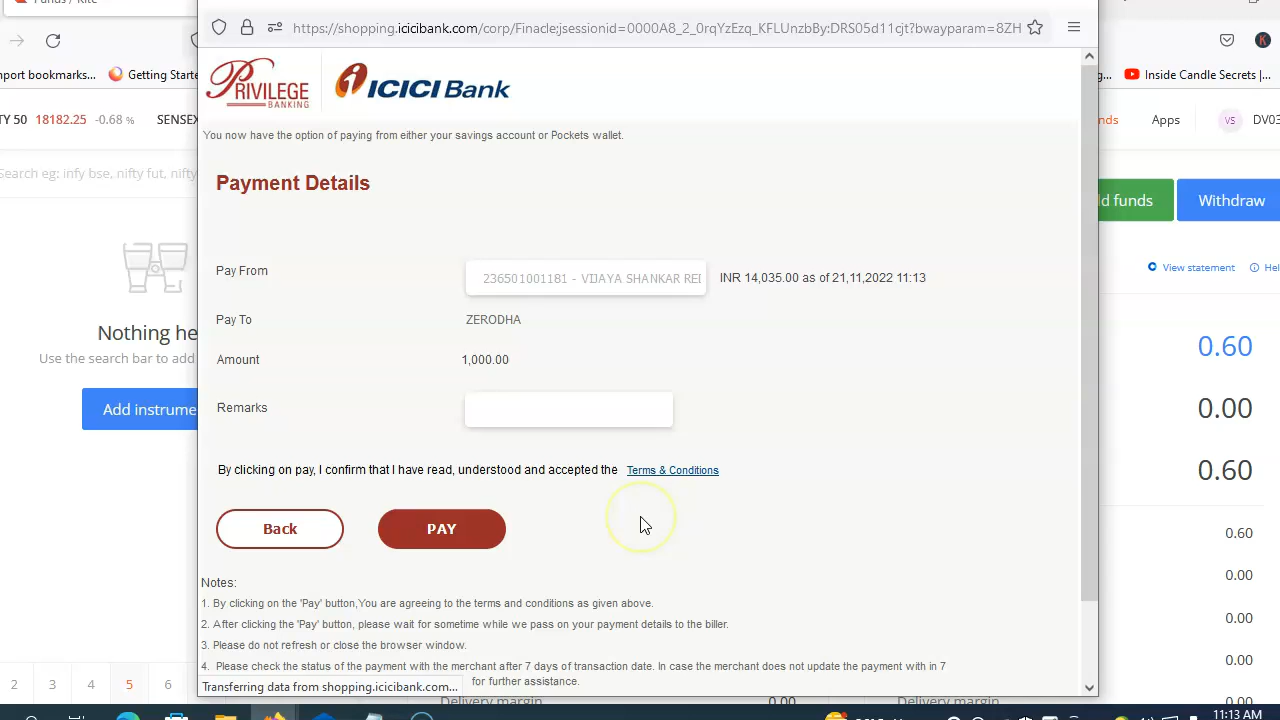 Funds / Kite
https://shopping.icicibank.com/corp/Finacle;jsessionid=0000A8_2_0rqYzEzq_KFLUnzbBy:DRS05d11cjt?bwayparam=8ZH
K
nport bookmarks...
Getting Starte
g...
Inside Candle Secrets |...
PRIVILEGE
BANKING
ICICI Bank
TY 50 18182.25 -0.68 % SENSEX
nds Apps VS DV03
You now have the option of paying from either your savings account or Pockets wallet.
Search eg: infy bse, nifty fut, nifty
Payment Details
d funds
Withdraw
Pay From
236501001181 - VIJAYA SHANKAR REI
INR 14,035.00 as of 21,11,2022 11:13
View statement
Hel
Pay To
ZERODHA
Nothing he
0.60
Use the search bar to add
Amount
1,000.00
Add instrume
Remarks
0.00
By clicking on pay, I confirm that I have read, understood and accepted the Terms & Conditions
0.60
Back
PAY
0.60
0.00
Notes:
1. By clicking on the 'Pay' button,You are agreeing to the terms and conditions as given above.
2. After clicking the 'Pay' button, please wait for sometime while we pass on your payment details to the biller.
0.00
3. Please do not refresh or close the browser window.
4. Please check the status of the payment with the merchant after 7 days of transaction date. In case the merchant does not update the payment with in 7
0.00
for further assistance.
2 3 4 5 6
Transferring data from shopping.icicibank.com...
Delivery margin 0.00
Delivery margin
11:13 AM